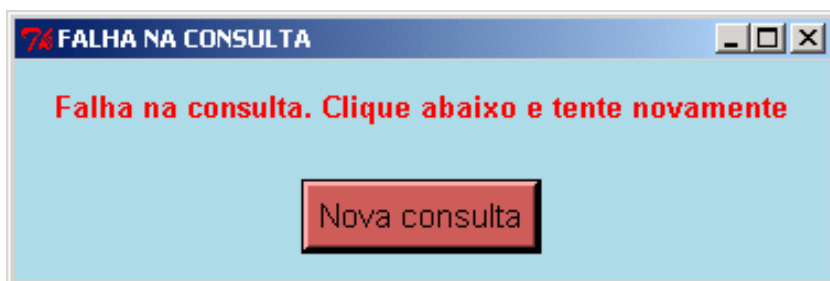 FALHA NA CONSULTA
Falha na consulta. Clique abaixo e tente novamente
Nova consulta